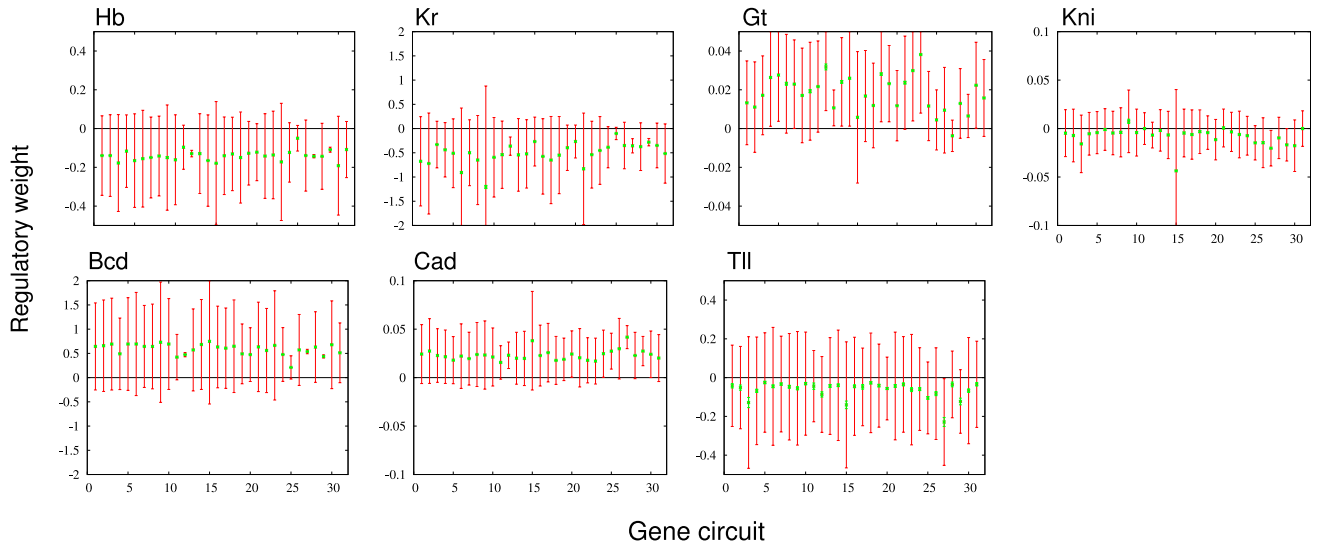 Hb Kr Gt Kni
0.4 0.2 0 -0.2 -0.4
2 1.5 1 0.5 0 -0.5 -1 -1.5 -2
0.04 0.02 0 -0.02 -0.04
0.1 0.05 0 -0.05 -0.1
0 5 10 15 20 25 30
Regulatory weight
Bcd Cad Tll
2 1.5 1 0.5 0 -0.5 -1 -1.5 -2
0 5 10 15 20 25 30
0.1 0.05 0 -0.05 -0.1
0 5 10 15 20 25 30
0.4 0.2 0 -0.2 -0.4
0 5 10 15 20 25 30
Gene circuit